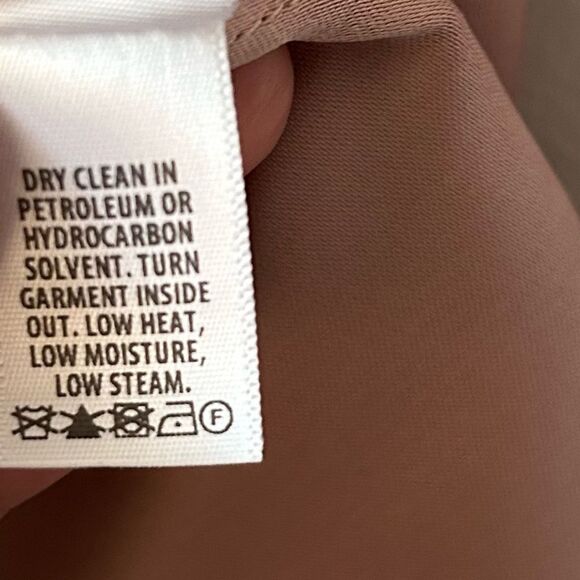 DRY CLEAN IN
PETROLEUM OR
HYDROCARBON
SOLVENT. TURN
GARMENT INSIDE
OUT. LOW HEAT,
LOW MOISTURE,
LOW STEAM.
F